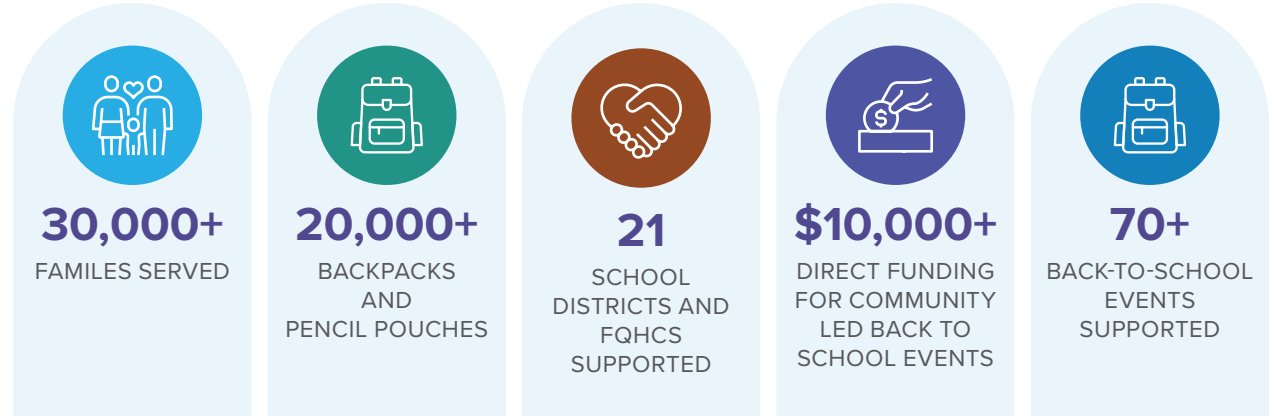 30,000+
FAMILES SERVED
20,000+
BACKPACKS
AND
PENCIL POUCHES
21
SCHOOL
DISTRICTS AND
FQHCS
SUPPORTED
$
$10,000+
DIRECT FUNDING
FOR COMMUNITY
LED BACK TO
SCHOOL EVENTS
70+
BACK-TO-SCHOOL
EVENTS
SUPPORTED